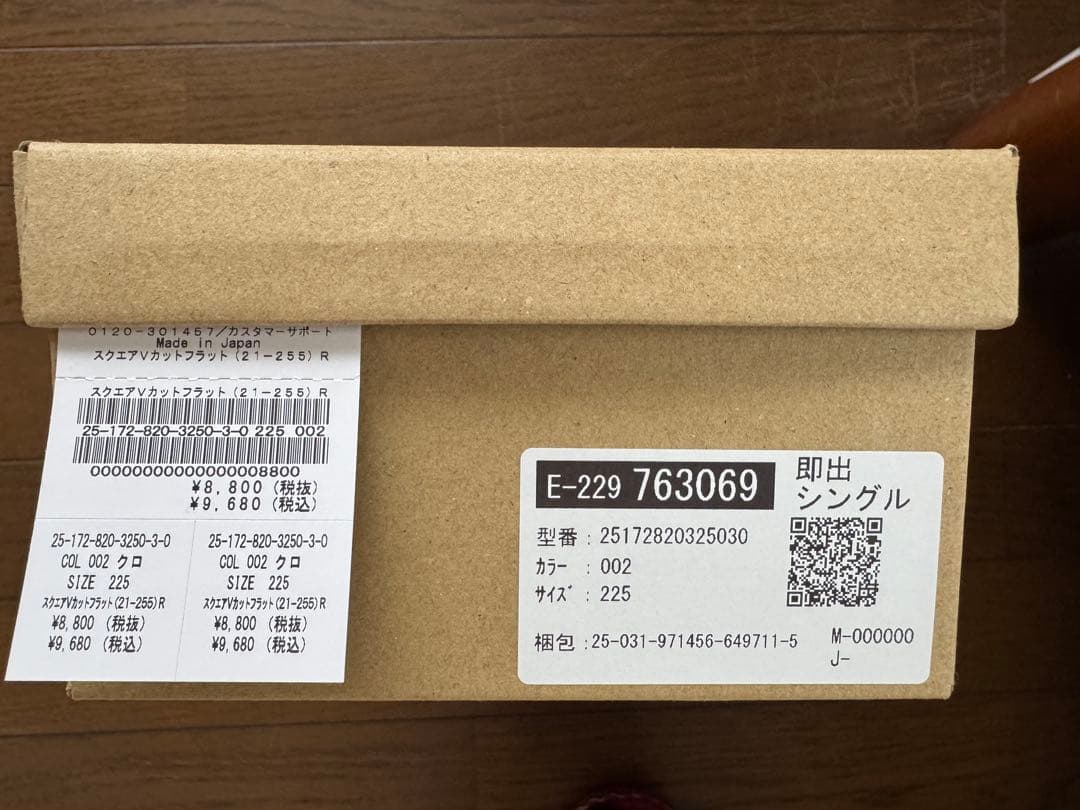 0120-301457/カスタマーサポート
Made in Japan
スクエアVカットフラット(21-255)R
スクエアVカットフラット(21-255)R
25-172-820-3250-3-0 225 002
00000000000000000008800
¥8,800 (税抜)
¥9,680 (税込)
25-172-820-3250-3-0
COL 002 クロ
SIZE 225
スクエアVカットフラット(21-255)R
¥8,800 (税抜)
¥9,680 (税込)
25-172-820-3250-3-0
COL 002 クロ
SIZE 225
スクエアVカットフラット(21-255)R
¥8,800 (税抜)
¥9,680 (税込)
E-229 763069
即出
シングル
型番 : 25172820325030
カラー : 002
サイズ : 225
梱包 : 25-031-971456-649711-5
M-000000
J-